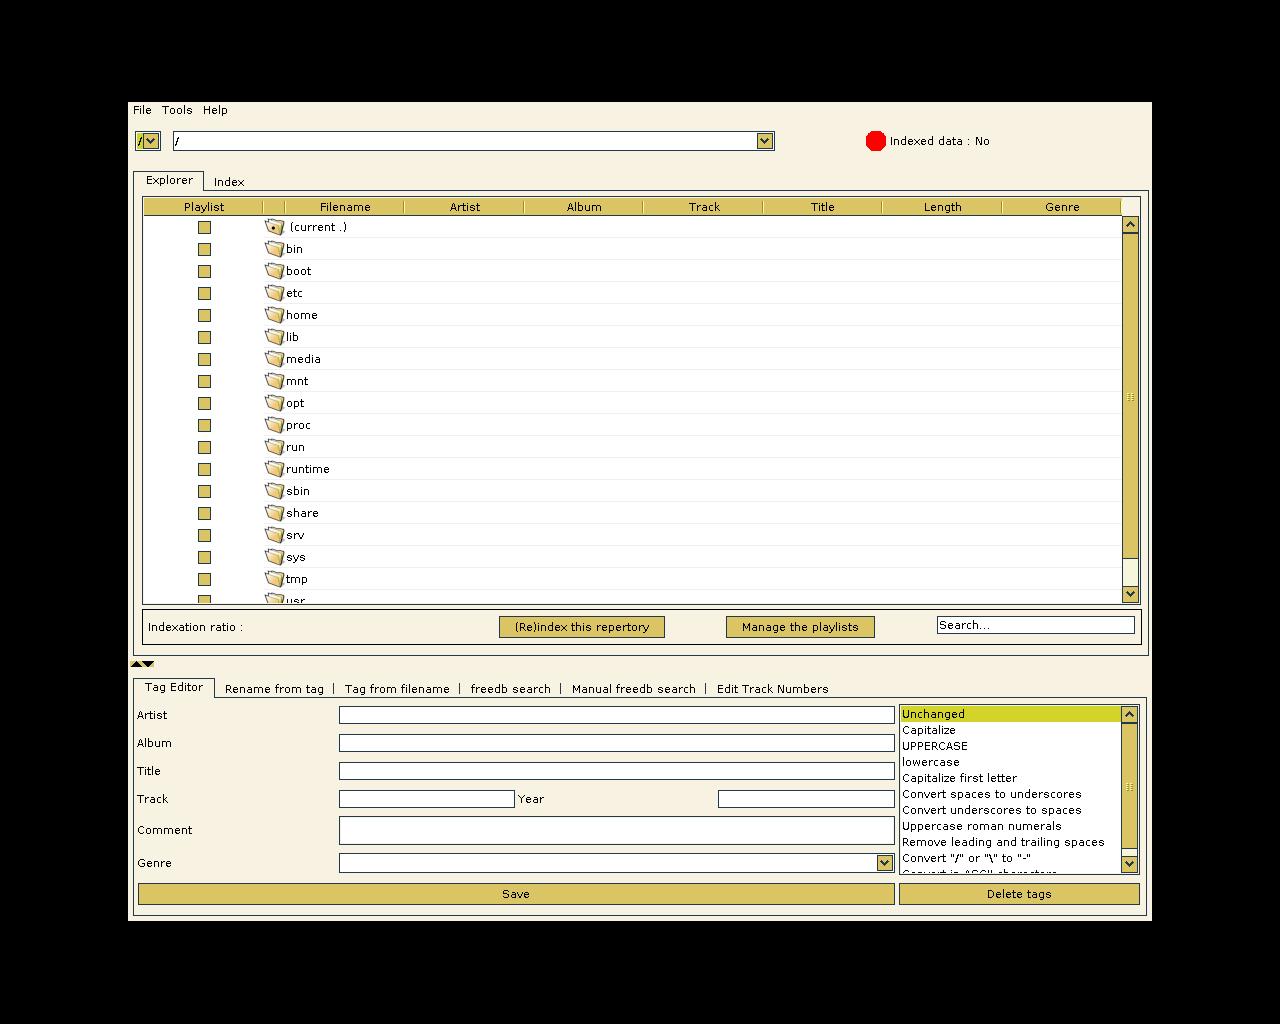 File Tools Help
/ / Indexed data : No
Explorer Index
Playlist Filename Artist Album Track Title Length Genre
(current .)
bin
boot
etc
home
lib
media
mnt
opt
proc
run
runtime
sbin
share
srv
sys
tmp
usr
Indexation ratio : (Re)index this repertory Manage the playlists Search...
Tag Editor Rename from tag | Tag from filename | freedb search | Manual freedb search | Edit Track Numbers
Artist
Album
Title
Track Year
Comment
Genre
Unchanged
Capitalize
UPPERCASE
lowercase
Capitalize first letter
Convert spaces to underscores
Convert underscores to spaces
Uppercase roman numerals
Remove leading and trailing spaces
Convert "/" or "\" to "-"
Convert in ASCII characters
Save Delete tags